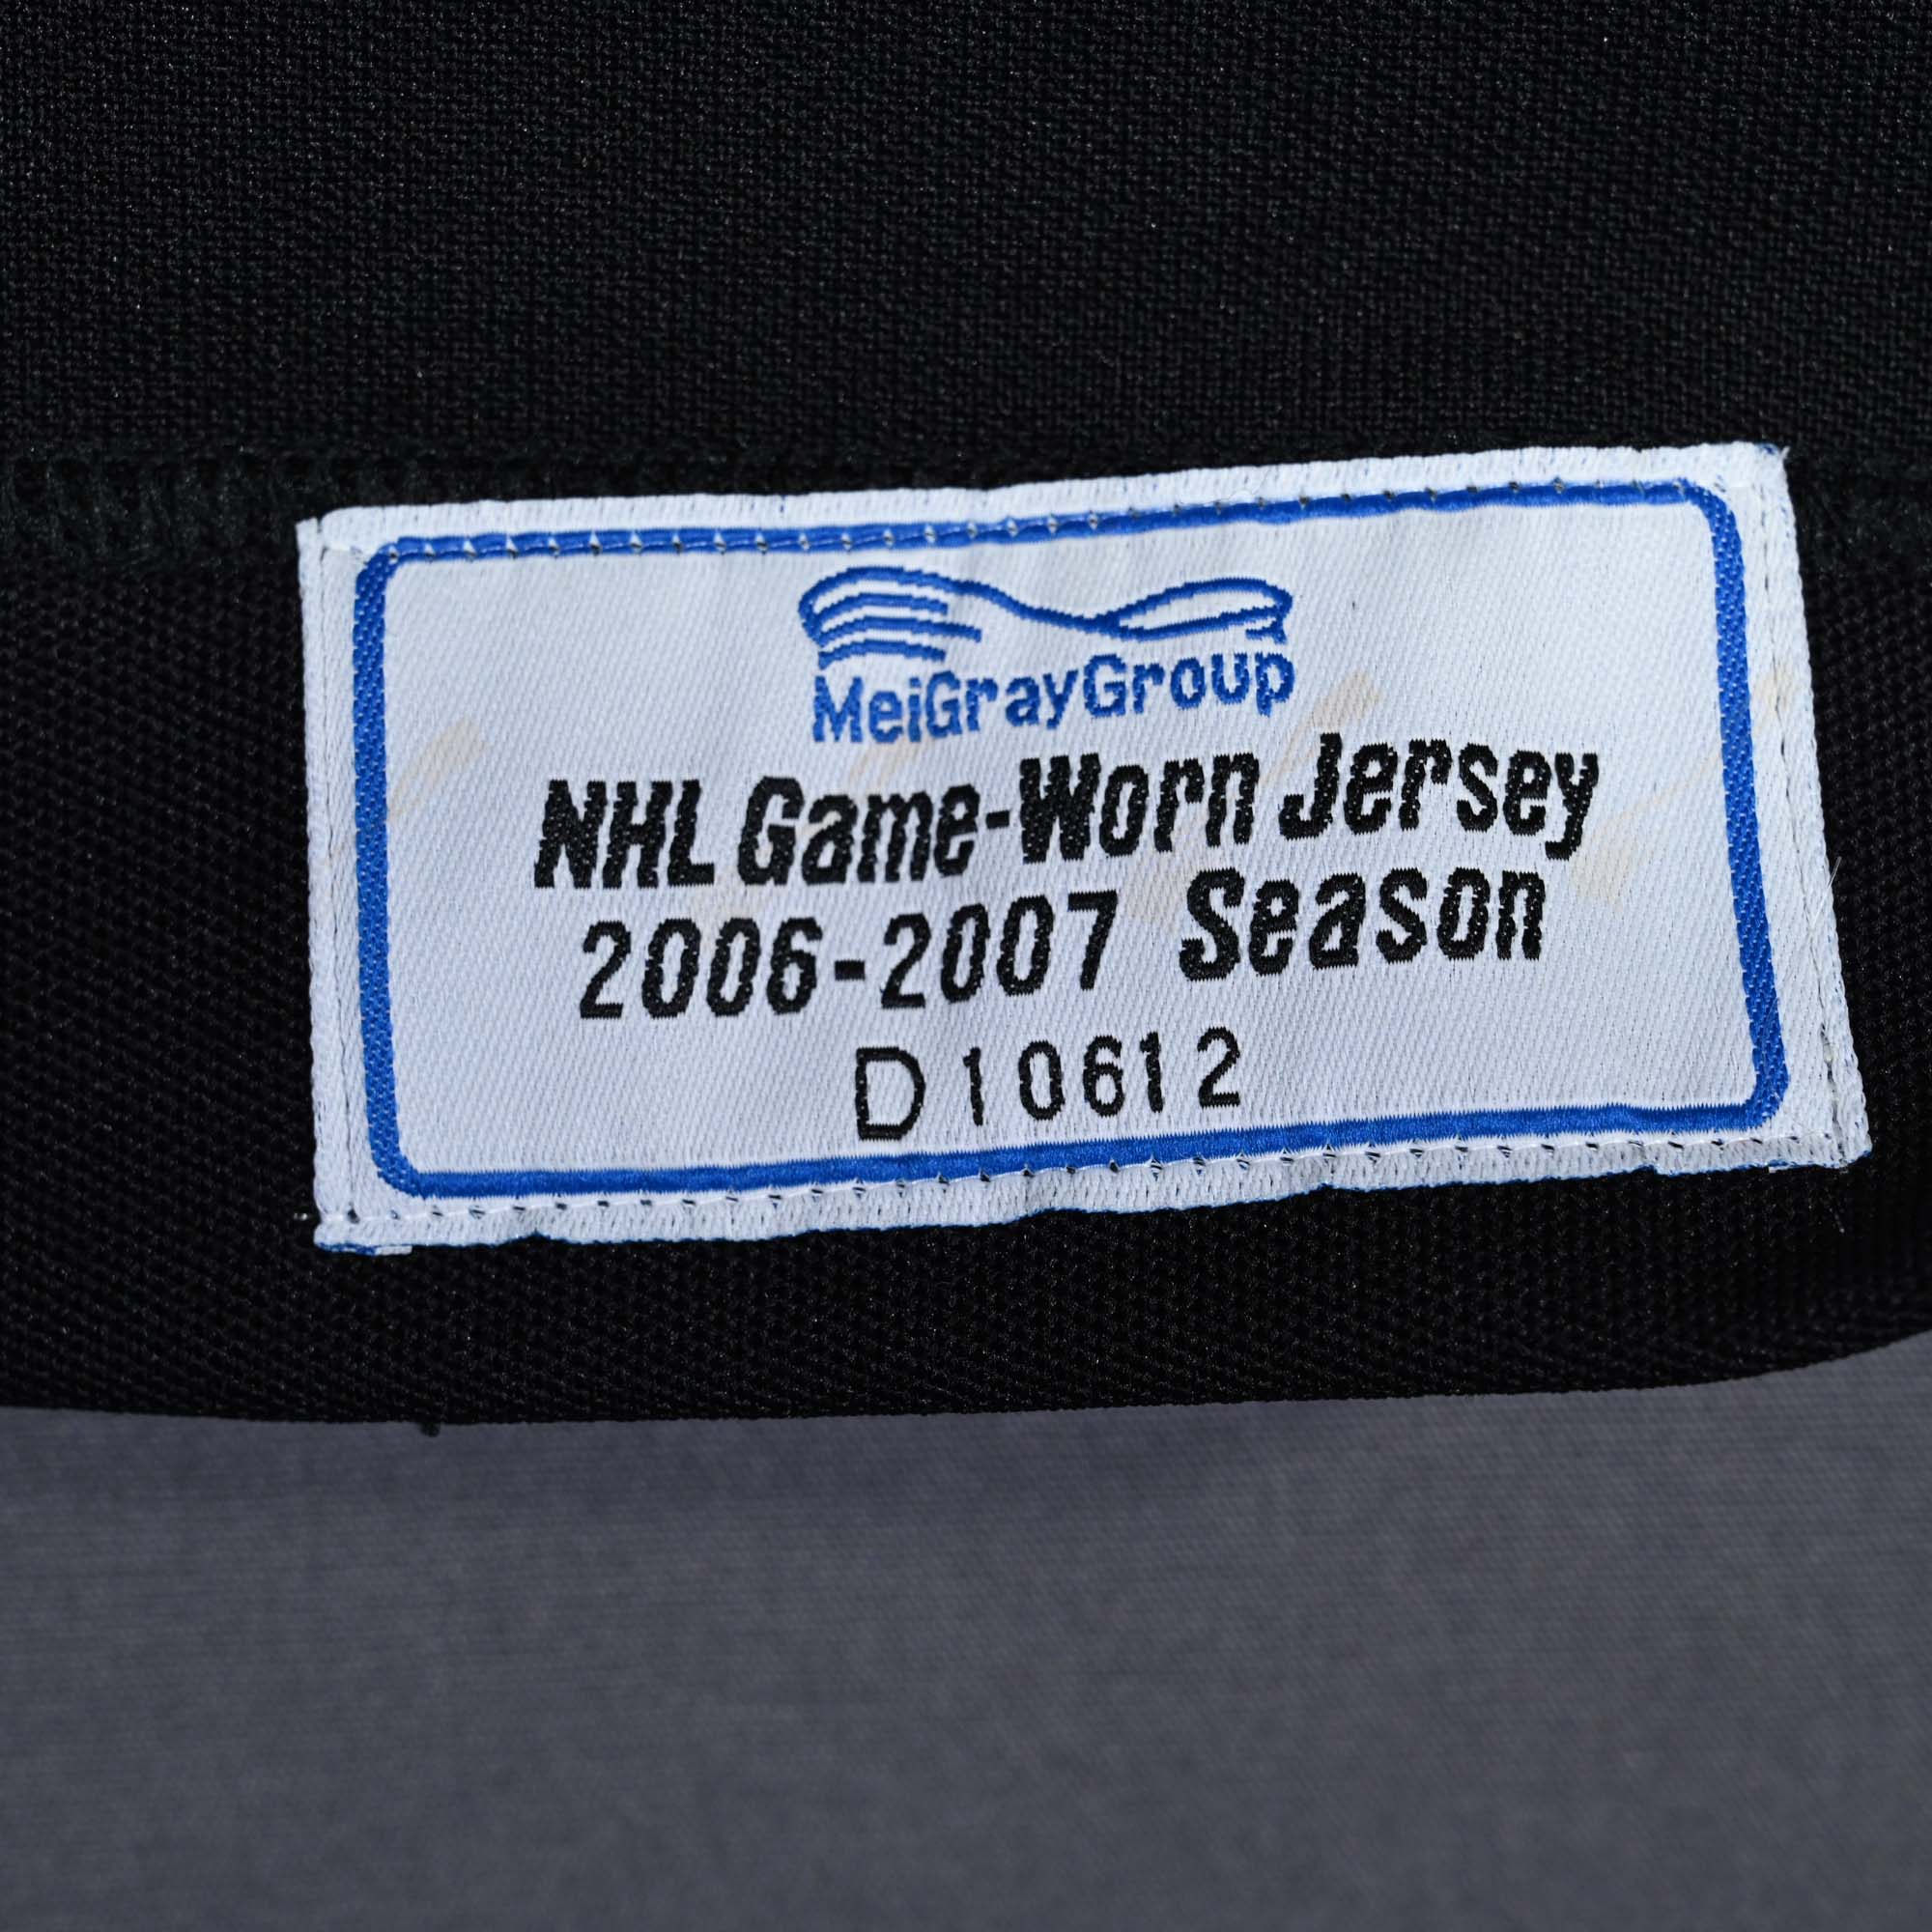 MeiGrayGroup
NHL Game-Worn Jersey
2006-2007 Season
D10612